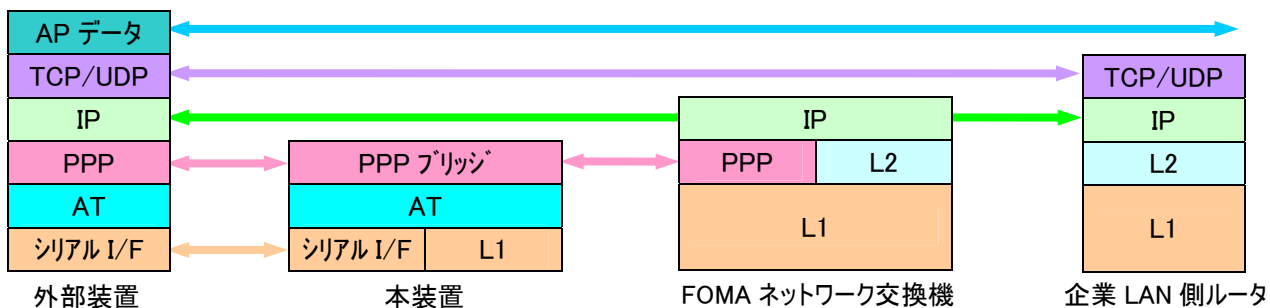 AP データ
TCP/UDP
TCP/UDP
IP
IP
IP
PPP
PPP ブリッジ
PPP
L2
L2
AT
AT
L1
L1
シリアル I/F
シリアル I/F
L1
外部装置
本装置
FOMA ネットワーク交換機
企業 LAN 側ルータ